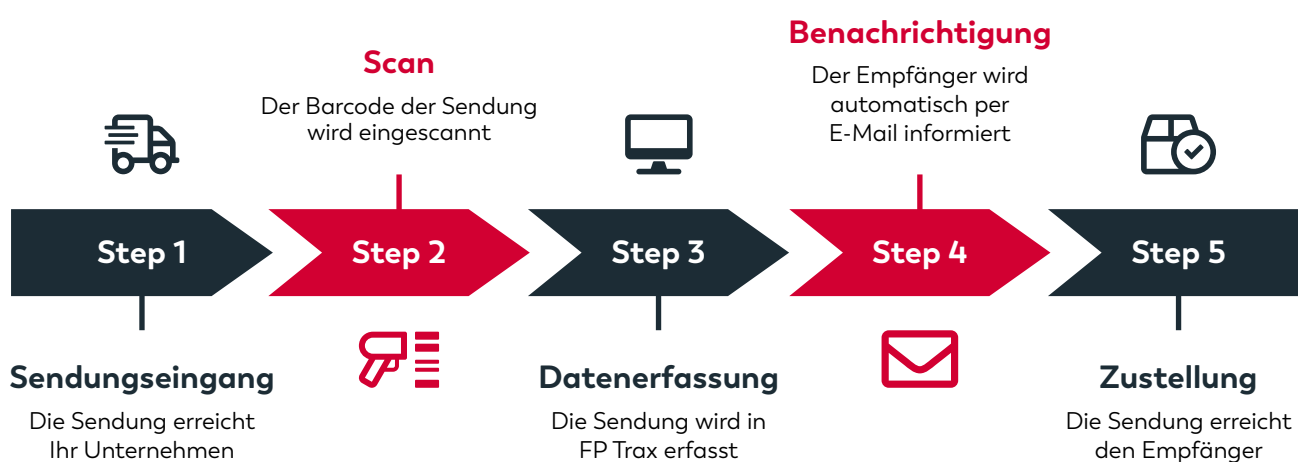 Step 1
Sendungseingang
Die Sendung erreicht
Ihr Unternehmen
Scan
Der Barcode der Sendung
wird eingescannt
Step 2
Step 3
Datenerfassung
Die Sendung wird in
FP Trax erfasst
Benachrichtigung
Der Empfänger wird
automatisch per
E-Mail informiert
Step 4
Step 5
Zustellung
Die Sendung erreicht
den Empfänger